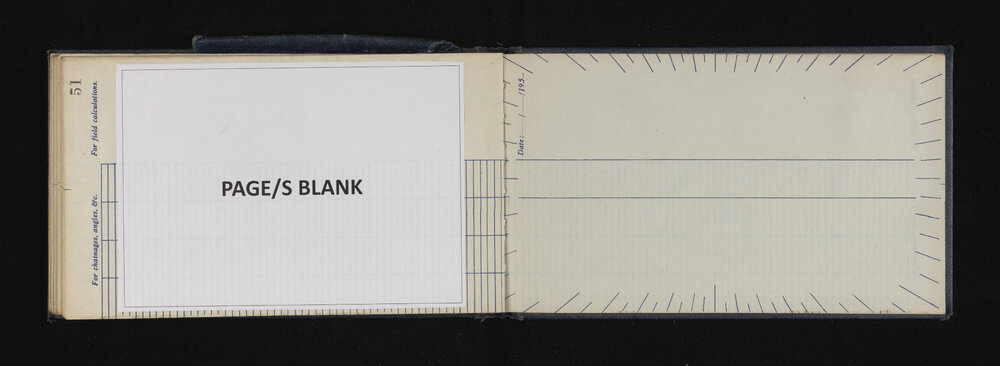 51
For field calculations.
For chainages, angles, &c.
PAGE/S BLANK
Date: ...../...../195...